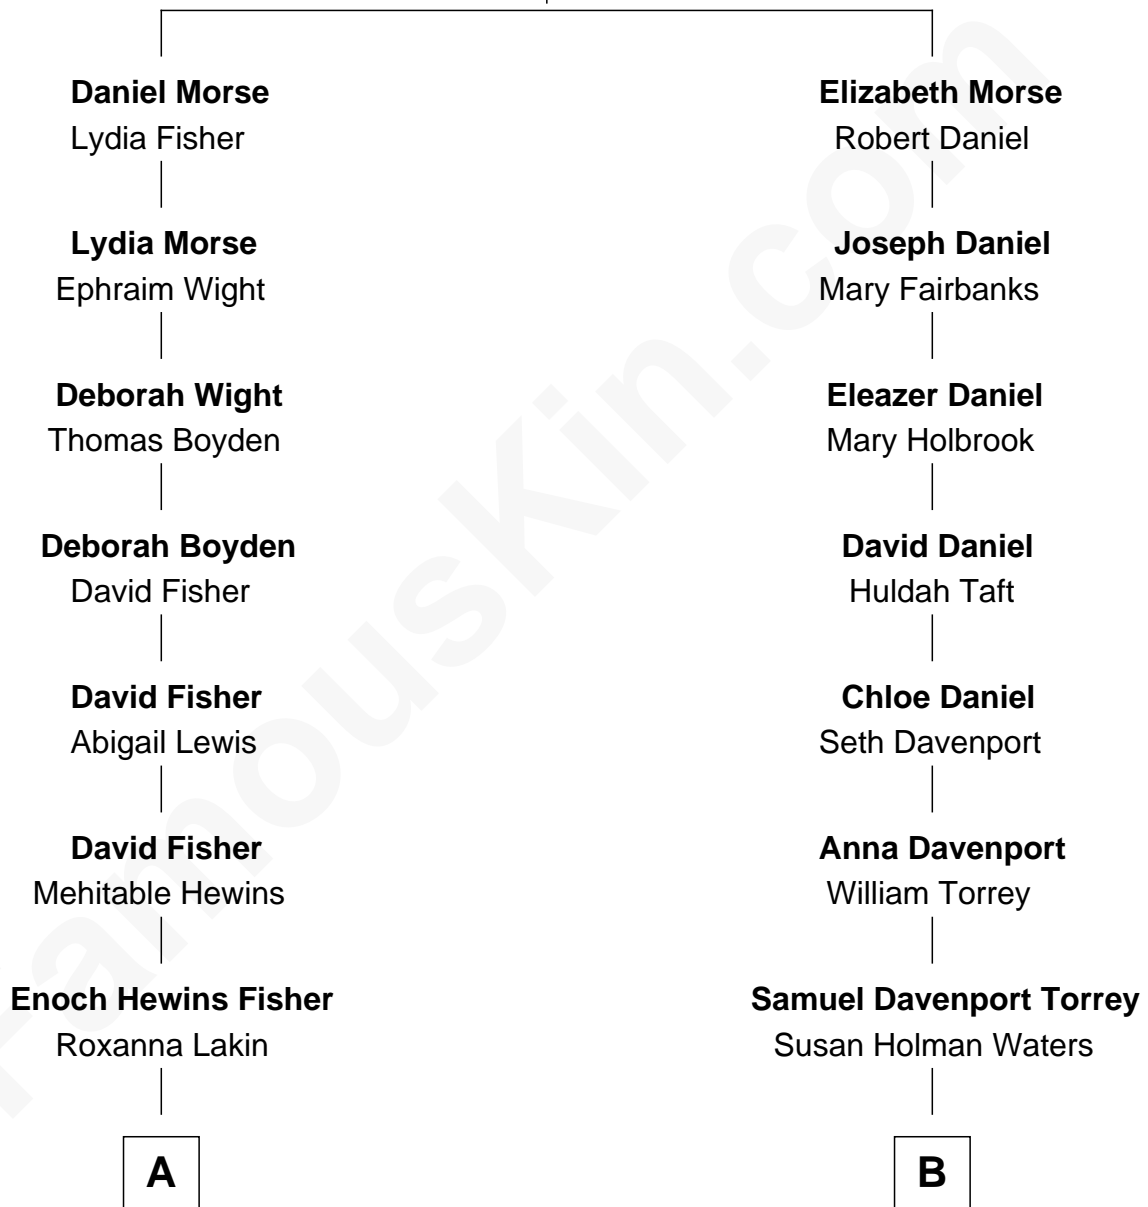 Daniel Morse
Lydia Fisher
Elizabeth Morse
Robert Daniel
Lydia Morse
Ephraim Wight
Joseph Daniel
Mary Fairbanks
Deborah Wight
Thomas Boyden
Eleazer Daniel
Mary Holbrook
Deborah Boyden
David Fisher
David Daniel
Huldah Taft
David Fisher
Abigail Lewis
Chloe Daniel
Seth Davenport
David Fisher
Mehitable Hewins
Anna Davenport
William Torrey
Enoch Hewins Fisher
Roxanna Lakin
Samuel Davenport Torrey
Susan Holman Waters
A
B
FamousKin.com